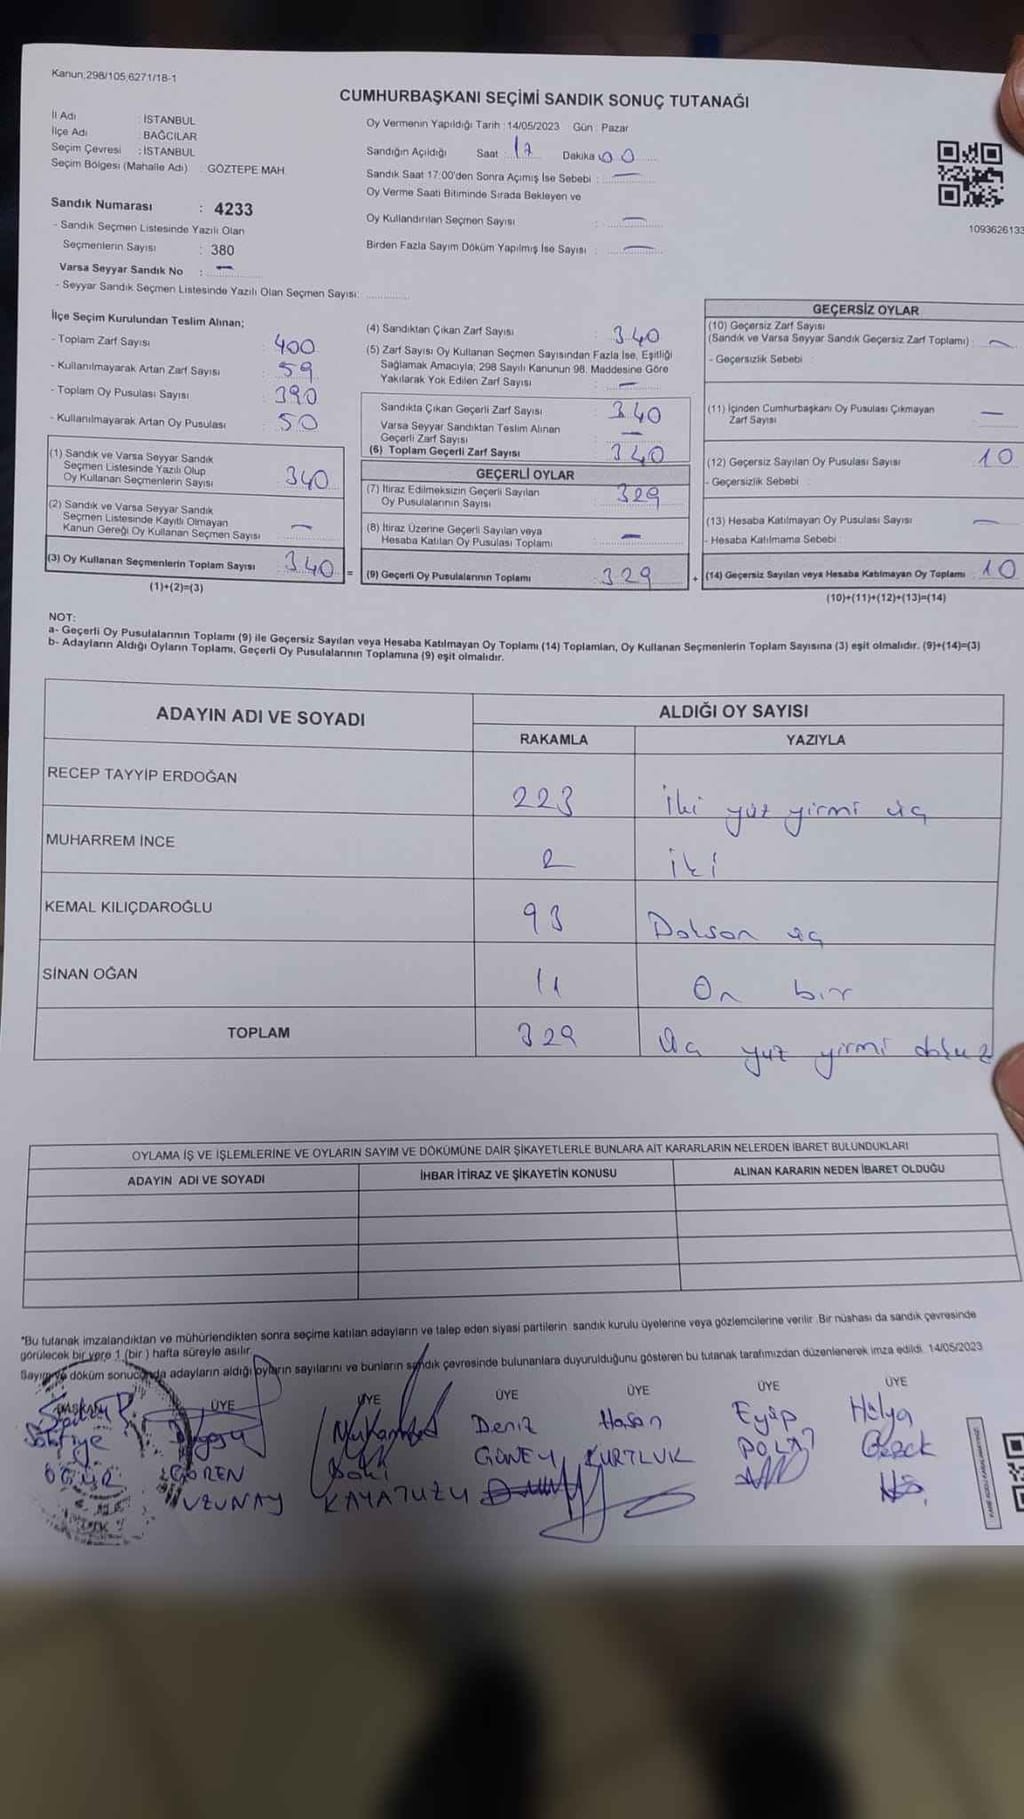 Kanun;298/105,6271/18-1
CUMHURBAŞKANI SEÇİMİ SANDIK SONUÇ TUTANAĞI
İl Adı : İSTANBUL
İlçe Adı : BAĞCILAR
Seçim Çevresi : İSTANBUL
Seçim Bölgesi (Mahalle Adı) : GÖZTEPE MAH
Sandık Numarası : 4233
- Sandık Seçmen Listesinde Yazılı Olan
Seçmenlerin Sayısı : 380
Varsa Seyyar Sandık No : —
- Seyyar Sandık Seçmen Listesinde Yazılı Olan Seçmen Sayısı:
Oy Vermenin Yapıldığı Tarih : 14/05/2023 Gün : Pazar
Sandığın Açıldığı Saat 17 Dakika 00
Sandık Saat 17:00'den Sonra Açımış İse Sebebi : —
Oy Verme Saati Bitiminde Sırada Bekleyen ve
Oy Kullandırılan Seçmen Sayısı : —
Birden Fazla Sayım Döküm Yapılmış İse Sayısı : —
1093626133
İlçe Seçim Kurulundan Teslim Alınan;
- Toplam Zarf Sayısı : 400
- Kullanılmayarak Artan Zarf Sayısı : 59
- Toplam Oy Pusulası Sayısı : 390
- Kullanılmayarak Artan Oy Pusulası : 50
(1) Sandık ve Varsa Seyyar Sandık
Seçmen Listesinde Yazılı Olup
Oy Kullanan Seçmenlerin Sayısı 340
(2) Sandık ve Varsa Seyyar Sandık
Seçmen Listesinde Kayıtlı Olmayan
Kanun Gereği Oy Kullanan Seçmen Sayısı —
(3) Oy Kullanan Seçmenlerin Toplam Sayısı 340 =
(1)+(2)=(3)
(4) Sandıktan Çıkan Zarf Sayısı : 340
(5) Zarf Sayısı Oy Kullanan Seçmen Sayısından Fazla İse, Eşitliği
Sağlamak Amacıyla; 298 Sayılı Kanunun 98. Maddesine Göre
Yakılarak Yok Edilen Zarf Sayısı : —
Sandıkta Çıkan Geçerli Zarf Sayısı : 340
Varsa Seyyar Sandıktan Teslim Alınan
Geçerli Zarf Sayısı : —
(6) Toplam Geçerli Zarf Sayısı : 340
GEÇERLİ OYLAR
(7) İtiraz Edilmeksizin Geçerli Sayılan
Oy Pusulalarının Sayısı : 329
(8) İtiraz Üzerine Geçerli Sayılan veya
Hesaba Katılan Oy Pusulası Toplamı : —
(9) Geçerli Oy Pusulalarının Toplamı : 329 +
GEÇERSİZ OYLAR
(10) Geçersiz Zarf Sayısı
(Sandık ve Varsa Seyyar Sandık Geçersiz Zarf Toplamı) : —
- Geçersizlik Sebebi
(11) İçinden Cumhurbaşkanı Oy Pusulası Çıkmayan
Zarf Sayısı —
(12) Geçersiz Sayılan Oy Pusulası Sayısı 10
- Geçersizlik Sebebi :
(13) Hesaba Katılmayan Oy Pusulası Sayısı —
- Hesaba Katılmama Sebebi :
(14) Geçersiz Sayılan veya Hesaba Katılmayan Oy Toplamı : 10
(10)+(11)+(12)+(13)=(14)
NOT:
a- Geçerli Oy Pusulalarının Toplamı (9) ile Geçersiz Sayılan veya Hesaba Katılmayan Oy Toplamı (14) Toplamları, Oy Kullanan Seçmenlerin Toplam Sayısına (3) eşit olmalıdır. (9)+(14)=(3)
b- Adayların Aldığı Oyların Toplamı, Geçerli Oy Pusulalarının Toplamına (9) eşit olmalıdır.
ADAYIN ADI VE SOYADI
ALDIĞI OY SAYISI
RAKAMLA YAZIYLA
RECEP TAYYİP ERDOĞAN 223 İki yüz yirmi üç
MUHARREM İNCE 2 iki
KEMAL KILIÇDAROĞLU 93 Doksan üç
SİNAN OĞAN 11 On bir
TOPLAM 329 Üç yüz yirmi dokuz
OYLAMA İŞ VE İŞLEMLERİNE VE OYLARIN SAYIM VE DÖKÜMÜNE DAİR ŞİKAYETLERLE BUNLARA AİT KARARLARIN NELERDEN İBARET BULUNDUKLARI
ADAYIN ADI VE SOYADI İHBAR İTİRAZ VE ŞİKAYETİN KONUSU ALINAN KARARIN NEDEN İBARET OLDUĞU
*Bu tutanak imzalandıktan ve mühürlendikten sonra seçime katılan adayların ve talep eden siyasi partilerin sandık kurulu üyelerine veya gözlemcilerine verilir. Bir nüshası da sandık çevresinde
görülecek bir yere 1 (bir ) hafta süreyle asılır.
Sayım ve döküm sonucunda adayların aldığı oyların sayılarını ve bunların sandık çevresinde bulunanlara duyurulduğunu gösteren bu tutanak tarafımızdan düzenlenerek imza edildi. 14/05/2023
BAŞKAN ÜYE ÜYE ÜYE ÜYE ÜYE ÜYE
Muhammed Deniz Hasan Eyüp Hülya
GÜNEY KURTLUK POLAT
UZUNAY KAYATUZU